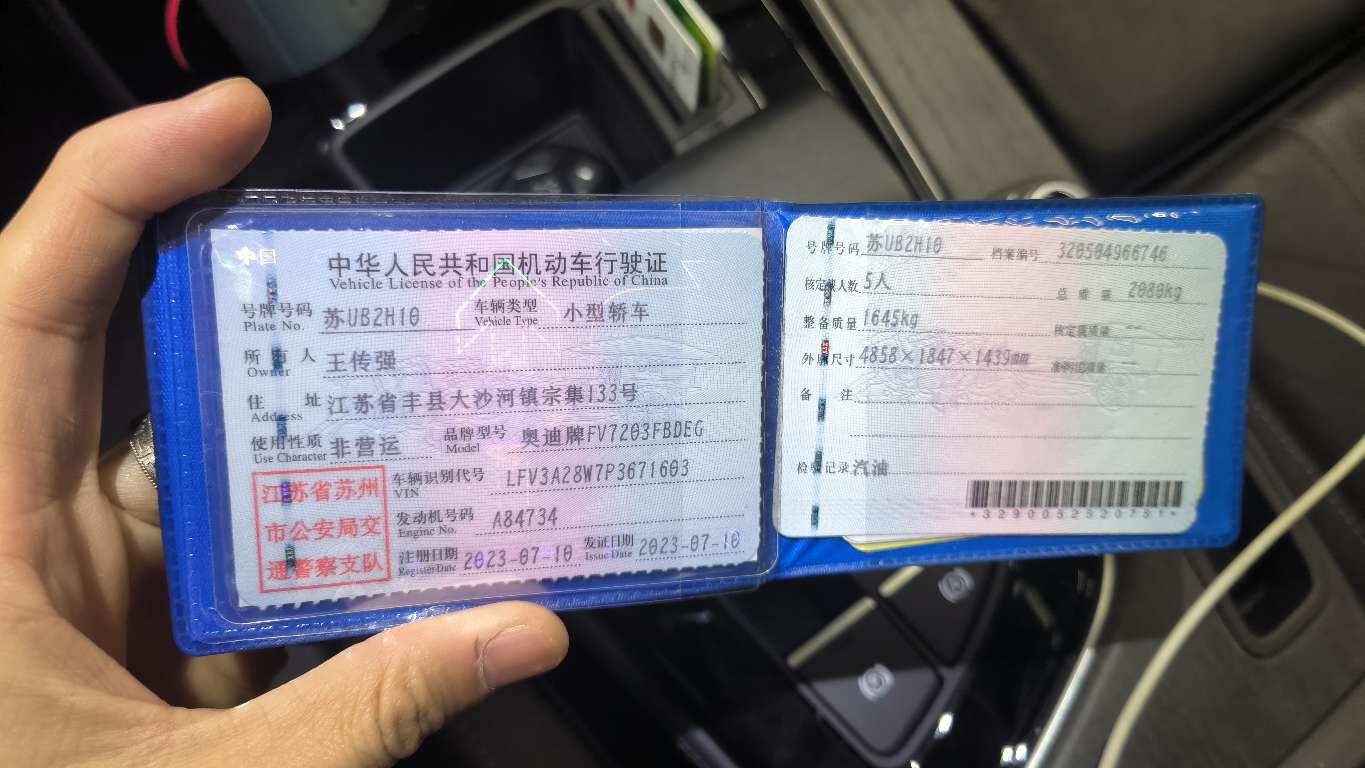 中华人民共和国机动车行驶证
Vehicle License of the People's Republic of China
号牌号码 Plate No. 苏UB2H10 车辆类型 Vehicle Type 小型轿车
所有人 Owner 王传强
住址 Address 江苏省丰县大沙河镇宗集133号
使用性质 Use Character 非营运 品牌型号 Model 奥迪牌FV7203FBDEG
车辆识别代号 VIN LFV3A28W7P3671603
发动机号码 Engine No. A84734
注册日期 Register Date 2023-07-10 发证日期 Issue Date 2023-07-10
江苏省苏州
市公安局交
通警察支队
号牌号码 苏UB2H10 档案编号 320504966746
核定载人数 5人 总质量 2080kg
整备质量 1645kg 核定载质量 --
外廓尺寸 4858×1847×1439mm 准牵引总质量 --
备注
检验记录 汽油
*3290052520751*